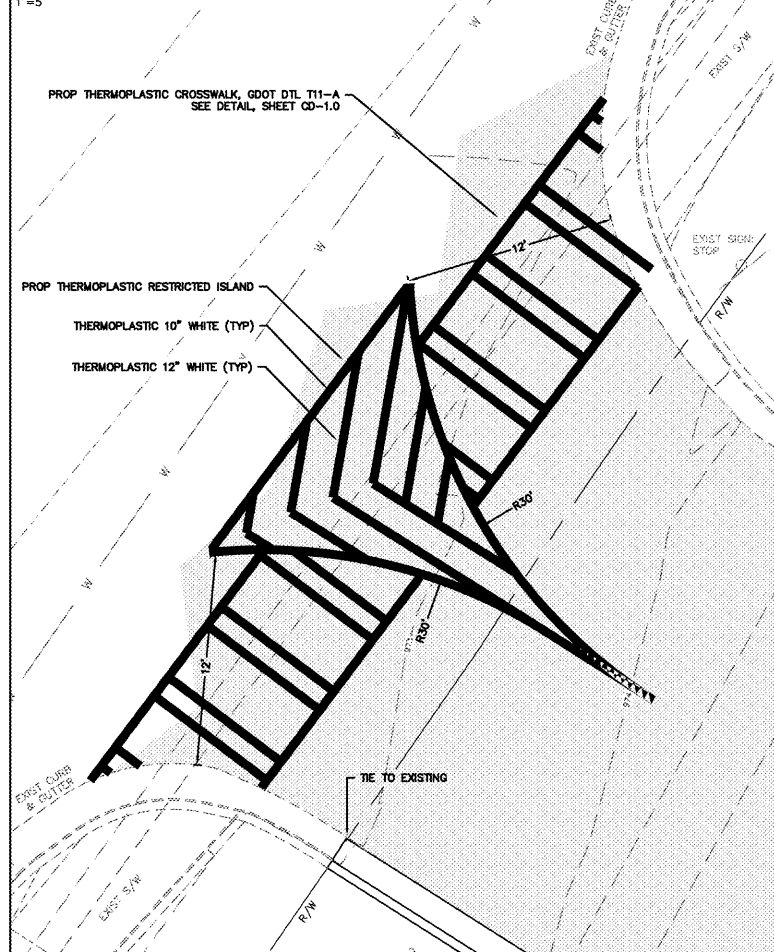 1"=5'
EXIST CURB
& GUTTER
EXIST S/W
W
PROP THERMOPLASTIC CROSSWALK, GDOT DTL T11-A
SEE DETAIL, SHEET CD-1.0
W
12'
EXIST SIGN:
STOP
W
R/W
PROP THERMOPLASTIC RESTRICTED ISLAND
THERMOPLASTIC 10" WHITE (TYP)
W
THERMOPLASTIC 12" WHITE (TYP)
W
R30'
W
R30'
973
12'
974
TIE TO EXISTING
EXIST CURB
& GUTTER
EXIST S/W
R/W